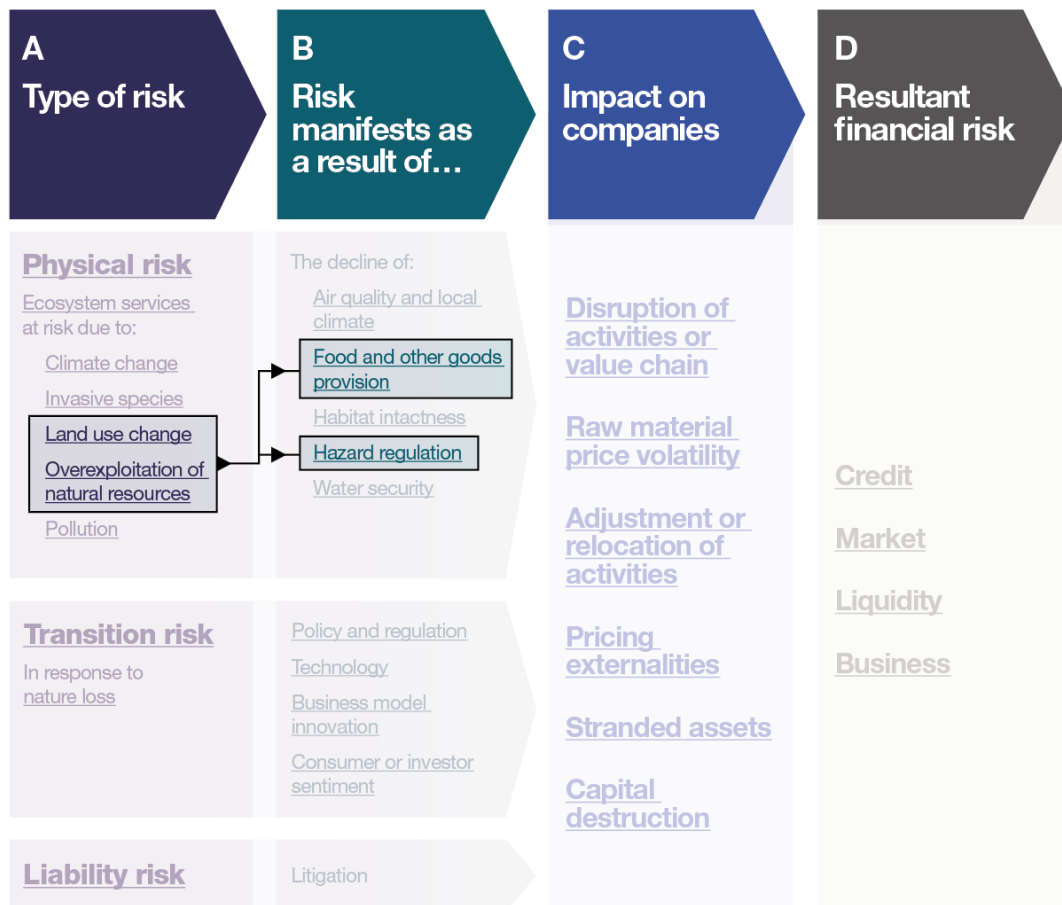 A
Type of risk
B
Risk
manifests as
a result of…
C
Impact on
companies
D
Resultant
financial risk
Physical risk
Ecosystem services
at risk due to:
Climate change
Invasive species
Land use change
Overexploitation of
natural resources
Pollution
The decline of:
Air quality and local
climate
Food and other goods
provision
Habitat intactness
Hazard regulation
Water security
Transition risk
In response to
nature loss
Policy and regulation
Technology
Business model
innovation
Consumer or investor
sentiment
Liability risk
Litigation
Disruption of
activities or
value chain
Raw material
price volatility
Adjustment or
relocation of
activities
Pricing
externalities
Stranded assets
Capital
destruction
Credit
Market
Liquidity
Business